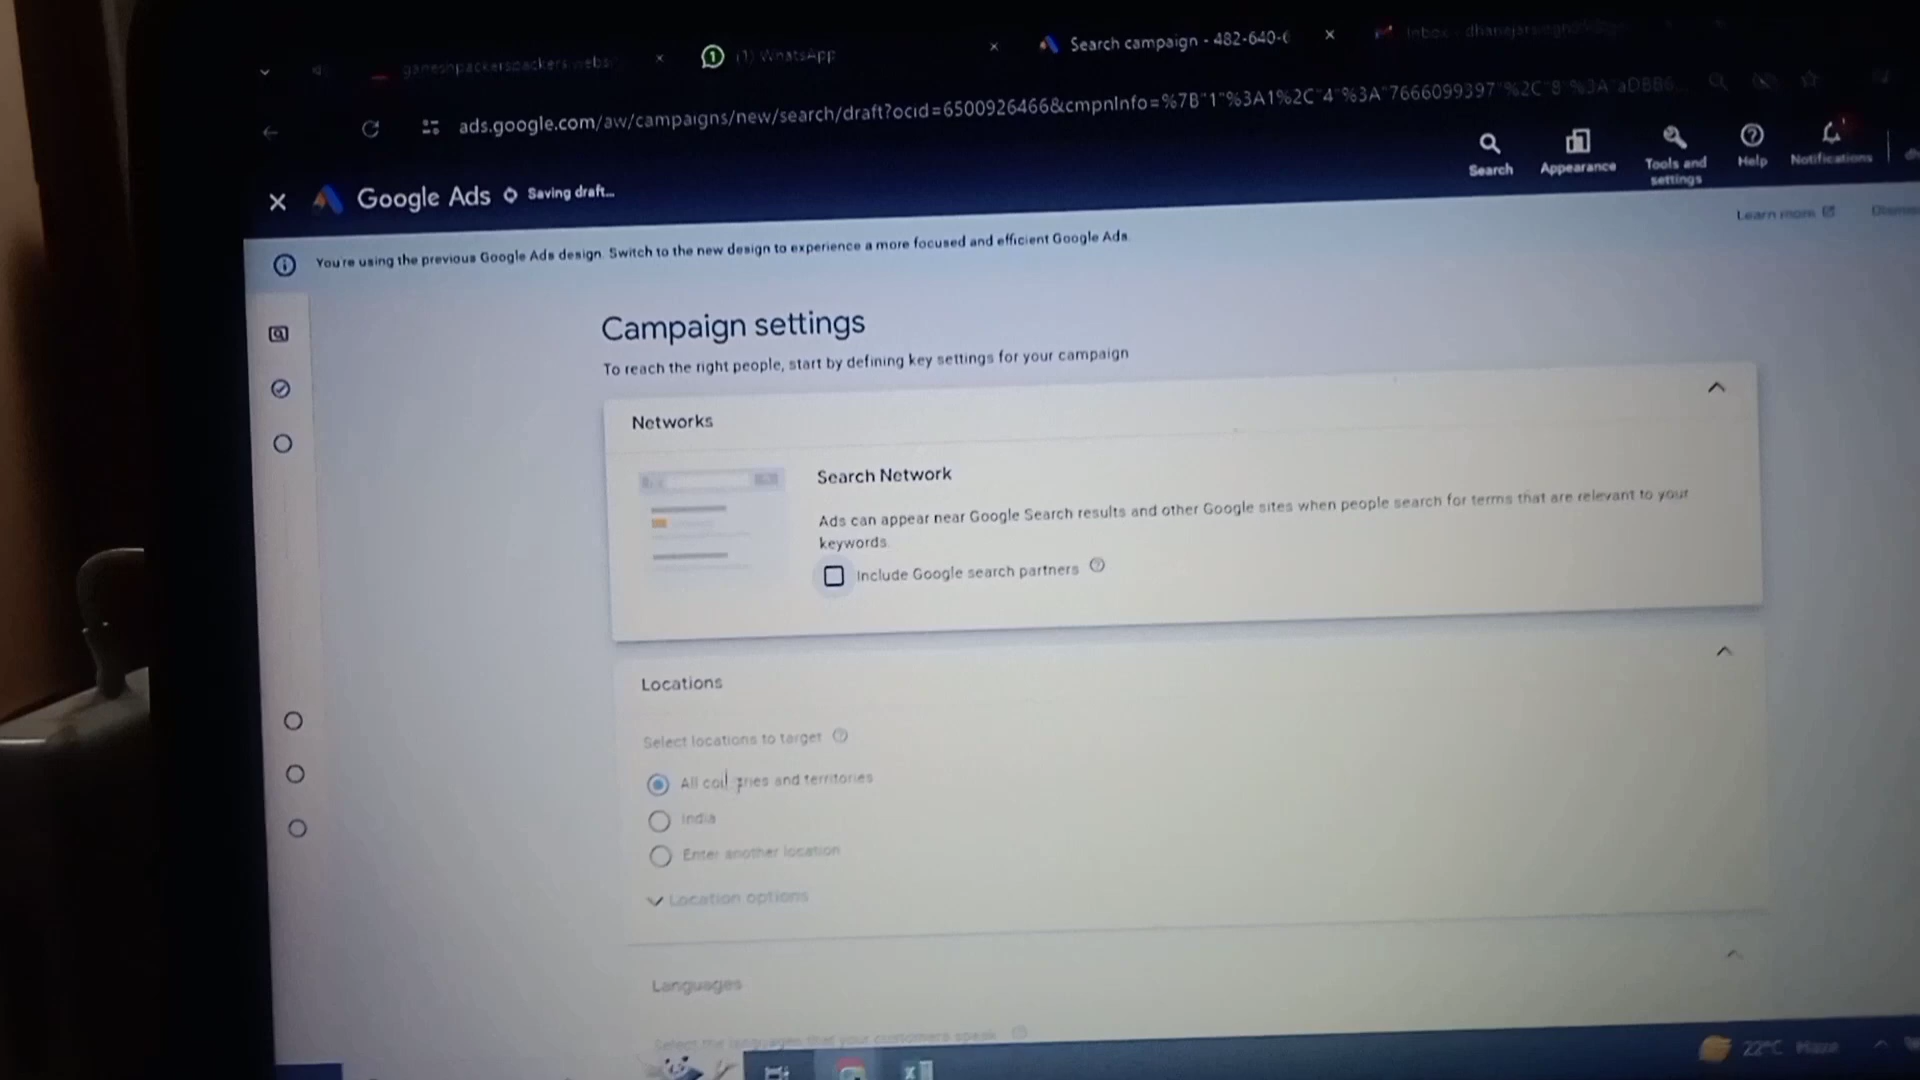 (1) WhatsApp
Search campaign - 482-640-6
ads.google.com/aw/campaigns/new/search/draft?ocid=6500926466&cmpnInfo=%7B"1"%3A1%2C"4"%3A"7666099397"%2C"8"%3A"aDBB6...
Search
Appearance
Tools and
settings
Help
Notifications
Google Ads
Saving draft...
Learn more
You're using the previous Google Ads design. Switch to the new design to experience a more focused and efficient Google Ads.
Campaign settings
To reach the right people, start by defining key settings for your campaign
Networks
Search Network
Ads can appear near Google Search results and other Google sites when people search for terms that are relevant to your
keywords.
Include Google search partners
Locations
Select locations to target
All countries and territories
India
Enter another location
Location options
Languages
Select the languages that your customers speak.
22°C Haze